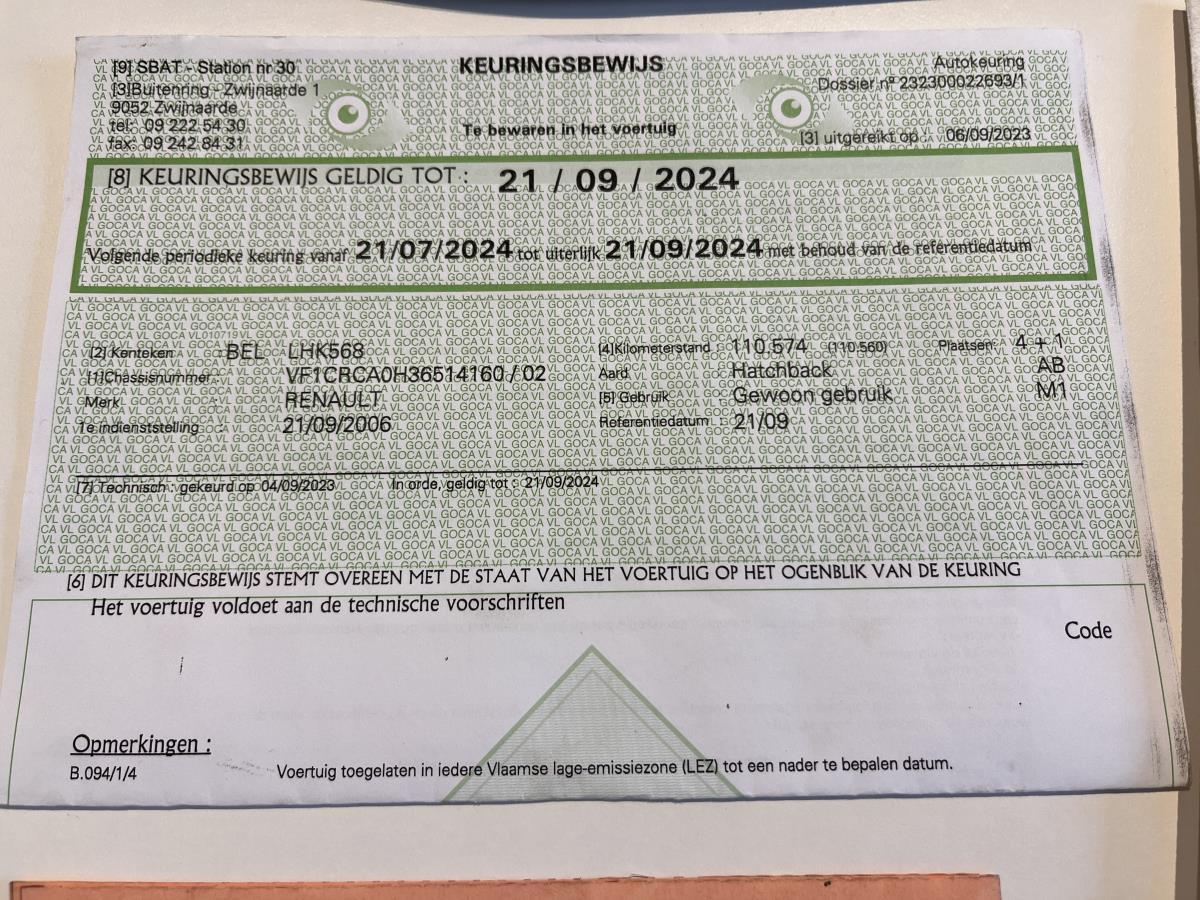 [9] SBAT - Station nr 30
KEURINGSBEWIJS
Autokeuring
[3]Buitenring - Zwijnaarde 1
Dossier nº 232300022693/1
9052 Zwijnaarde
tel: 09 222 54 30
Te bewaren in het voertuig
[3] uitgereikt op : 06/09/2023
fax: 09 242 84 31
[8] KEURINGSBEWIJS GELDIG TOT : 21 / 09 / 2024
Volgende periodieke keuring vanaf 21/07/2024 tot uiterlijk 21/09/2024 met behoud van de referentiedatum
[2] Kenteken : BEL LHK568
[4]Kilometerstand : 110.574 (110.560) Plaatsen: 4 + 1
[1]Chassisnummer : VF1CRCA0H36514160 / 02
Aard : Hatchback AB
Merk : RENAULT
[5] Gebruik : Gewoon gebruik M1
1e indienststelling : 21/09/2006
Referentiedatum : 21/09
[7] Technisch : gekeurd op 04/09/2023 In orde, geldig tot : 21/09/2024
[6] DIT KEURINGSBEWIJS STEMT OVEREEN MET DE STAAT VAN HET VOERTUIG OP HET OGENBLIK VAN DE KEURING
Het voertuig voldoet aan de technische voorschriften
Code
Opmerkingen :
B.094/1/4 Voertuig toegelaten in iedere Vlaamse lage-emissiezone (LEZ) tot een nader te bepalen datum.